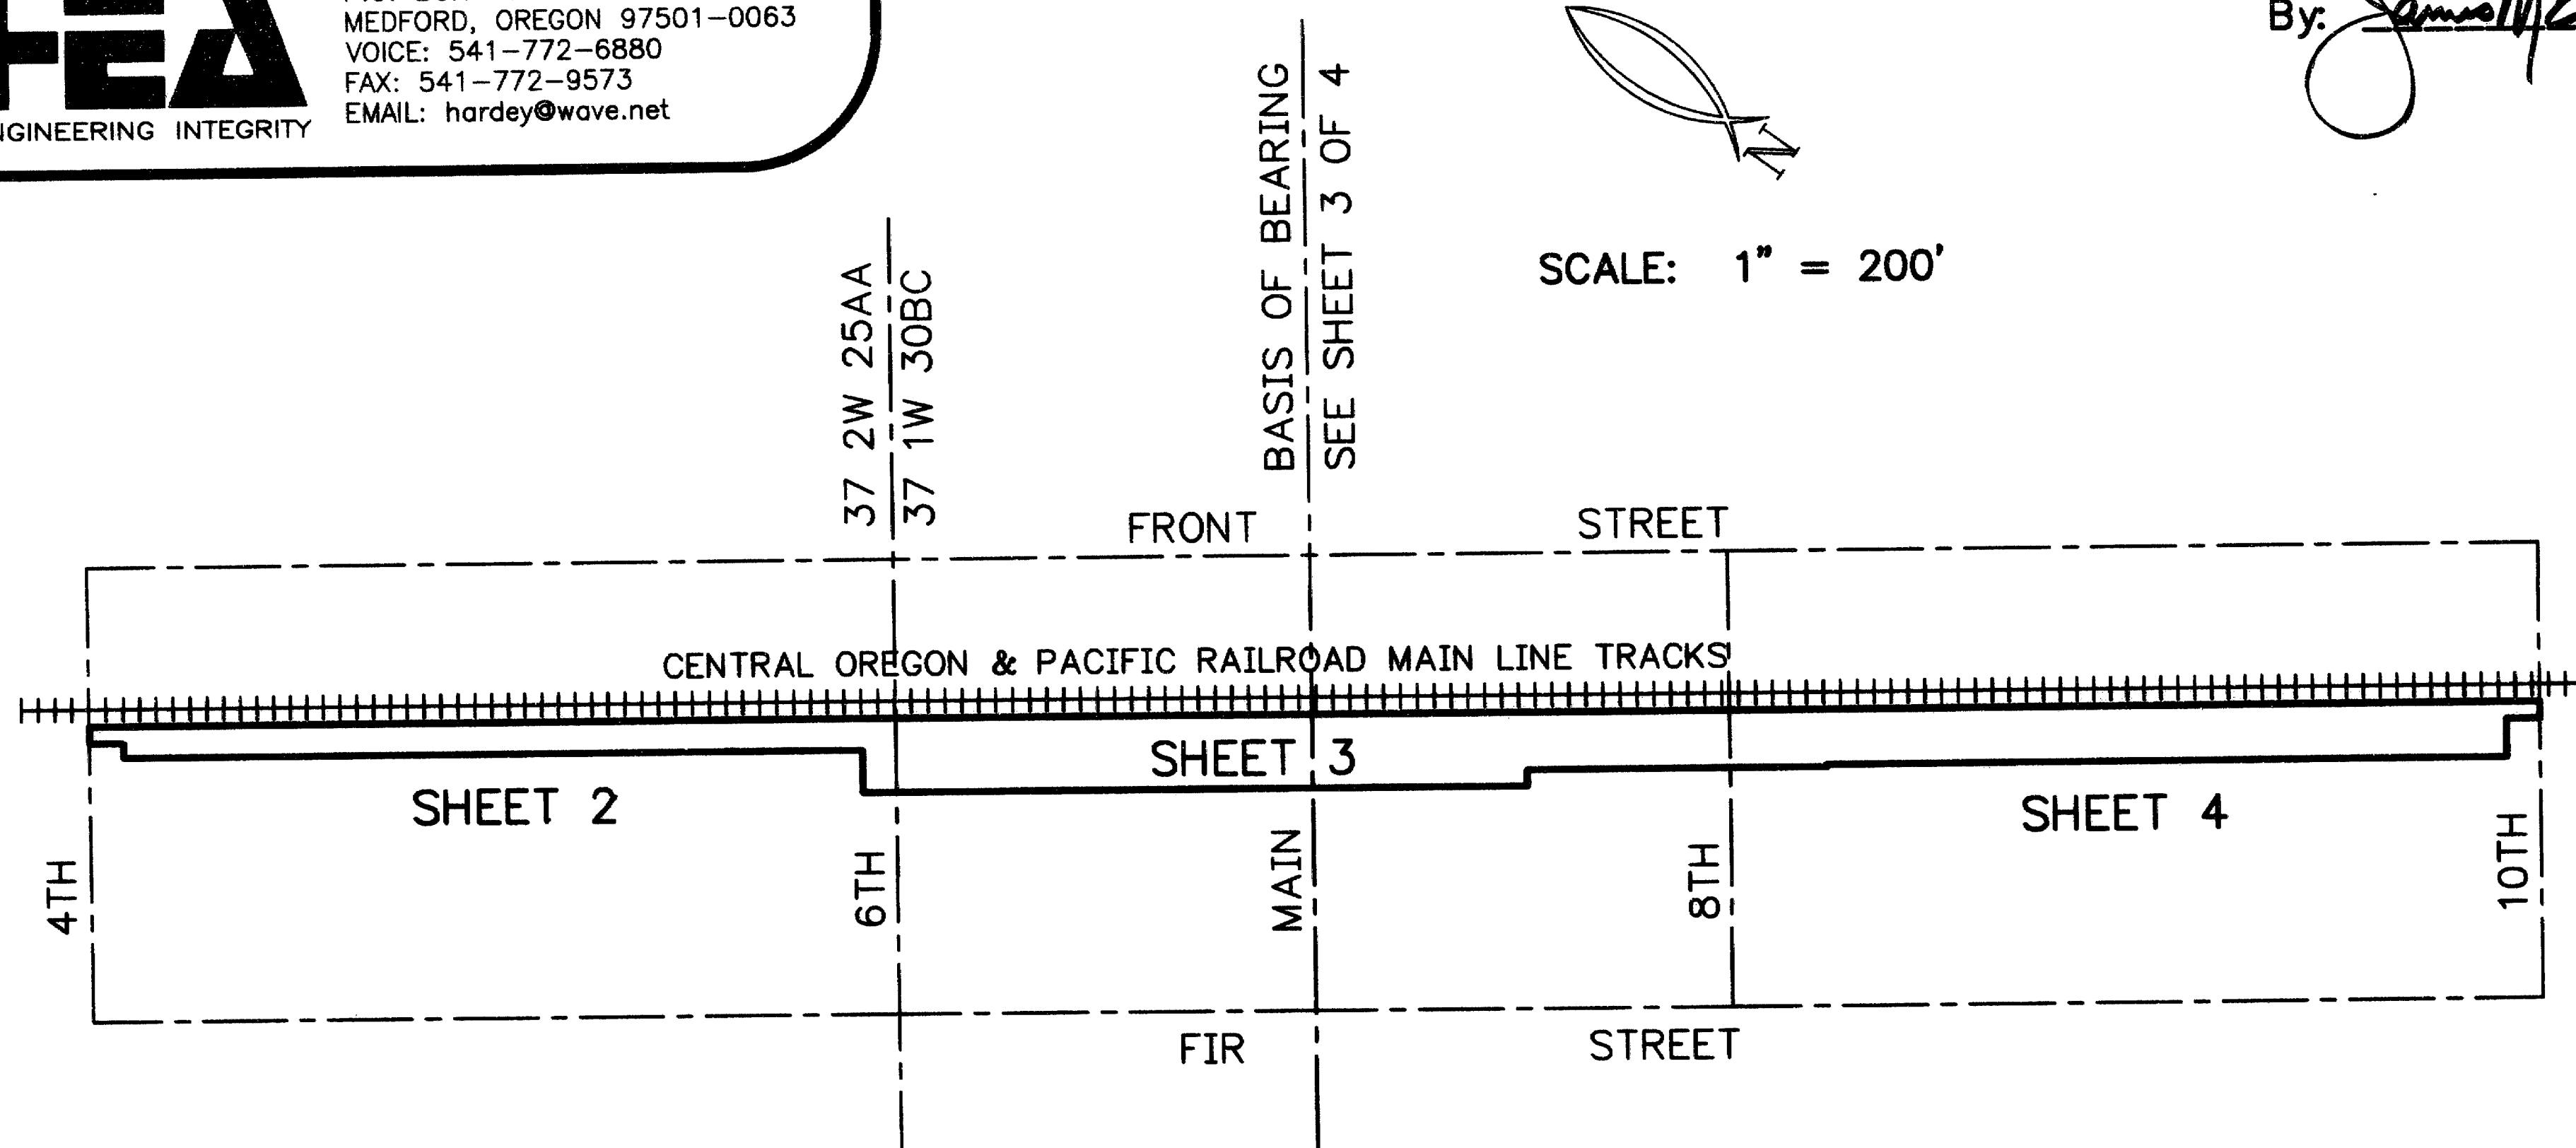 MEDFORD, OREGON 97501-0063
VOICE: 541-772-6880
FAX: 541-772-9573
EMAIL: hardey@wave.net
INTEGRITY
By:
N
BASIS OF BEARING
SEE SHEET 3 OF 4
SCALE: 1" = 200'
37 2W 25AA
37 1W 30BC
FRONT STREET
CENTRAL OREGON & PACIFIC RAILROAD MAIN LINE TRACKS
SHEET 3
SHEET 2
SHEET 4
4TH
6TH
MAIN
8TH
10TH
FIR STREET